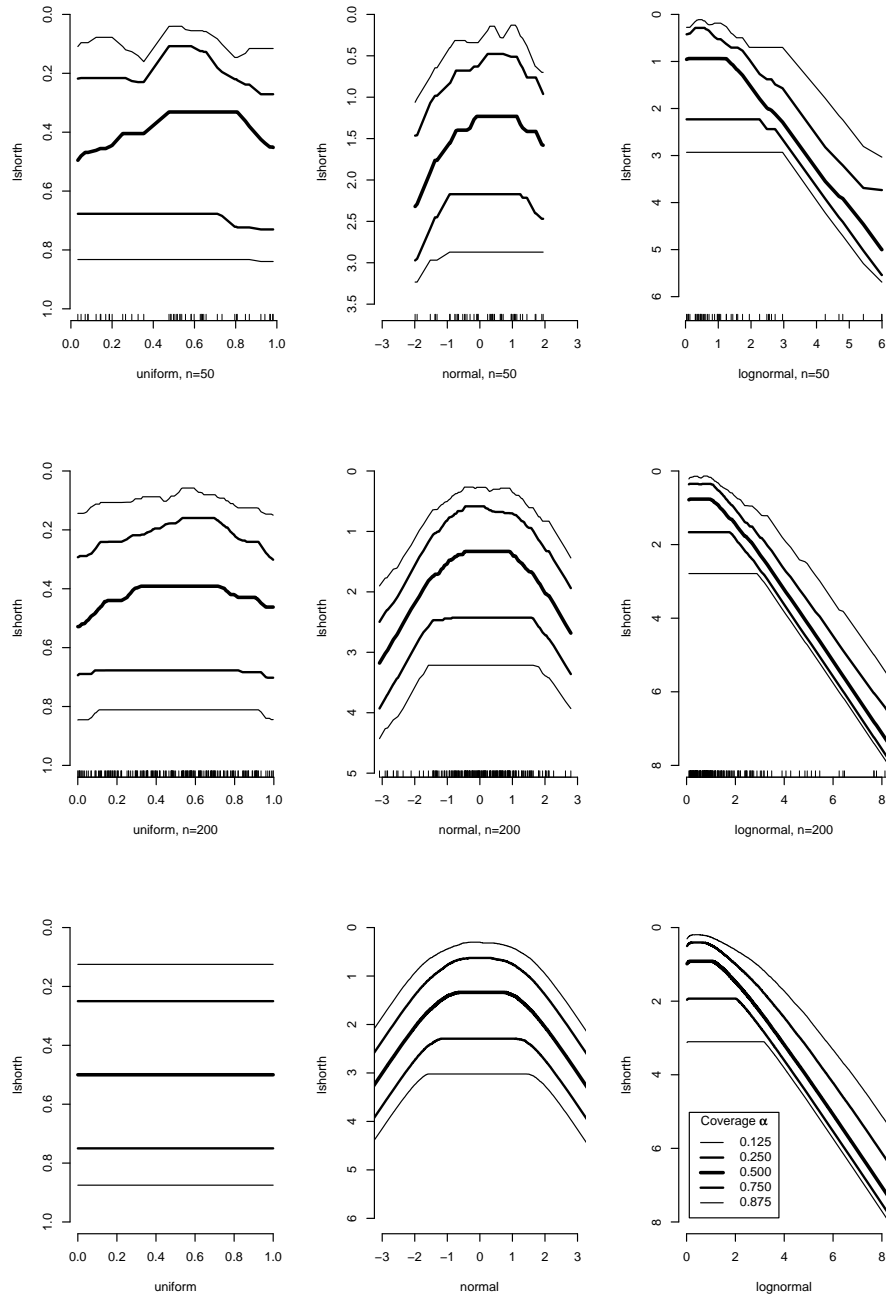 lshorth
0.0
0.2
0.4
0.6
0.8
1.0
0.0 0.2 0.4 0.6 0.8 1.0
uniform, n=50
lshorth
0.0
0.5
1.0
1.5
2.0
2.5
3.0
3.5
−3 −2 −1 0 1 2 3
normal, n=50
lshorth
0
1
2
3
4
5
6
0 1 2 3 4 5 6
lognormal, n=50
lshorth
0.0
0.2
0.4
0.6
0.8
1.0
0.0 0.2 0.4 0.6 0.8 1.0
uniform, n=200
lshorth
0
1
2
3
4
5
−3 −2 −1 0 1 2 3
normal, n=200
lshorth
0
2
4
6
8
0 2 4 6 8
lognormal, n=200
lshorth
0.0
0.2
0.4
0.6
0.8
1.0
0.0 0.2 0.4 0.6 0.8 1.0
uniform
lshorth
0
1
2
3
4
5
6
−3 −2 −1 0 1 2 3
normal
lshorth
0
2
4
6
8
Coverage α
0.125
0.250
0.500
0.750
0.875
0 2 4 6 8
lognormal